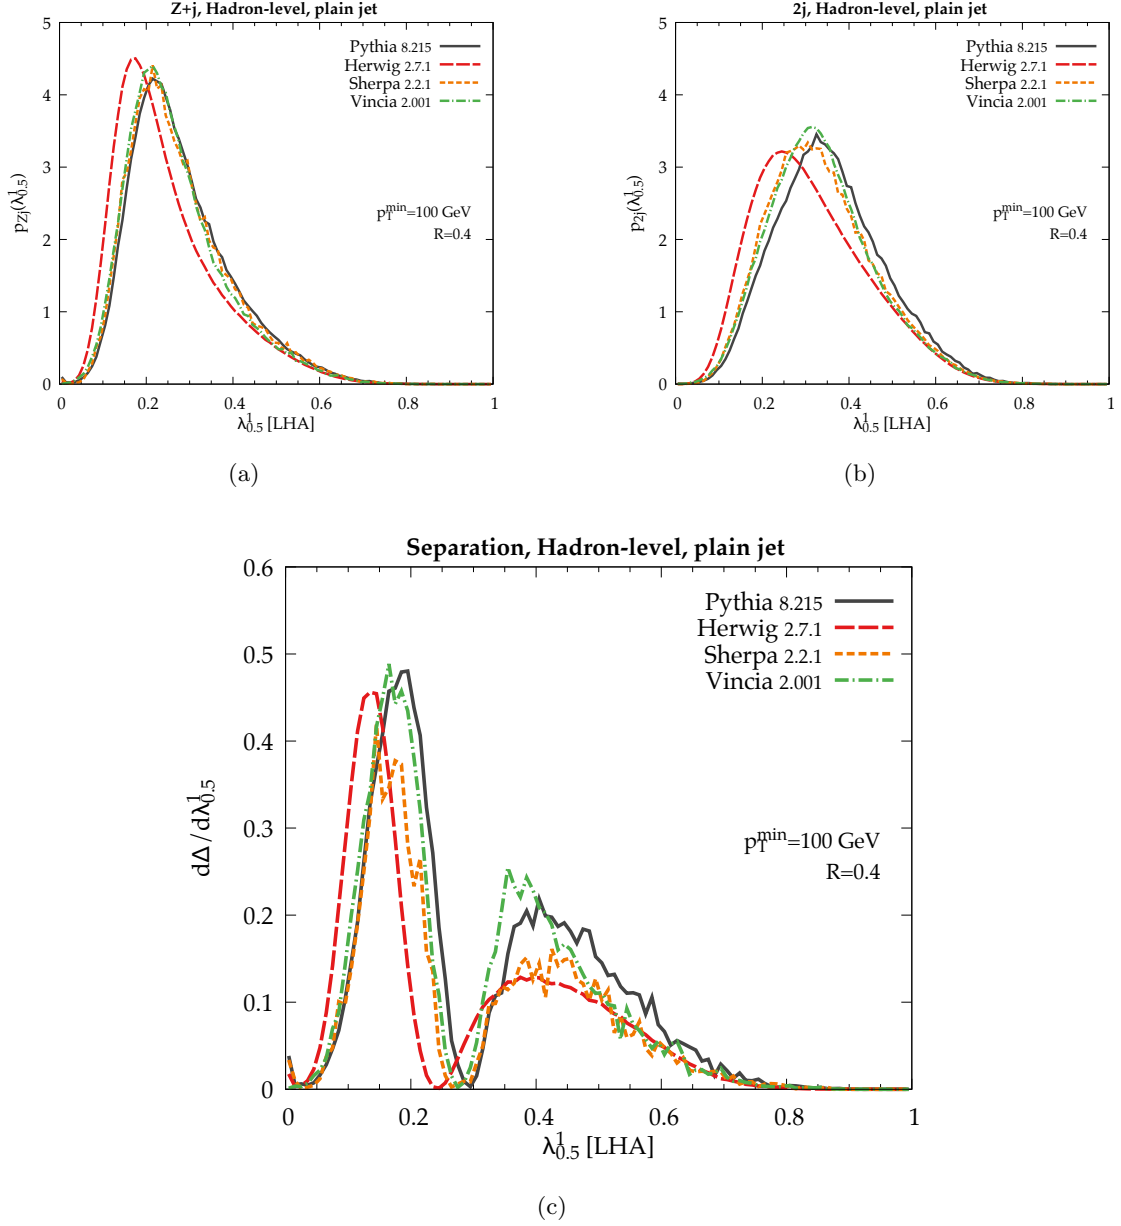 Z+j, Hadron-level, plain jet
5
4
3
2
1
0
p_Zj(λ^1_0.5)
Pythia 8.215
Herwig 2.7.1
Sherpa 2.2.1
Vincia 2.001
p_T^min=100 GeV
R=0.4
0 0.2 0.4 0.6 0.8 1
λ^1_0.5 [LHA]
(a)
2j, Hadron-level, plain jet
5
4
3
2
1
0
p_2j(λ^1_0.5)
Pythia 8.215
Herwig 2.7.1
Sherpa 2.2.1
Vincia 2.001
p_T^min=100 GeV
R=0.4
0 0.2 0.4 0.6 0.8 1
λ^1_0.5 [LHA]
(b)
Separation, Hadron-level, plain jet
0.6
0.5
0.4
0.3
0.2
0.1
0
dΔ/dλ^1_0.5
Pythia 8.215
Herwig 2.7.1
Sherpa 2.2.1
Vincia 2.001
p_T^min=100 GeV
R=0.4
0 0.2 0.4 0.6 0.8 1
λ^1_0.5 [LHA]
(c)